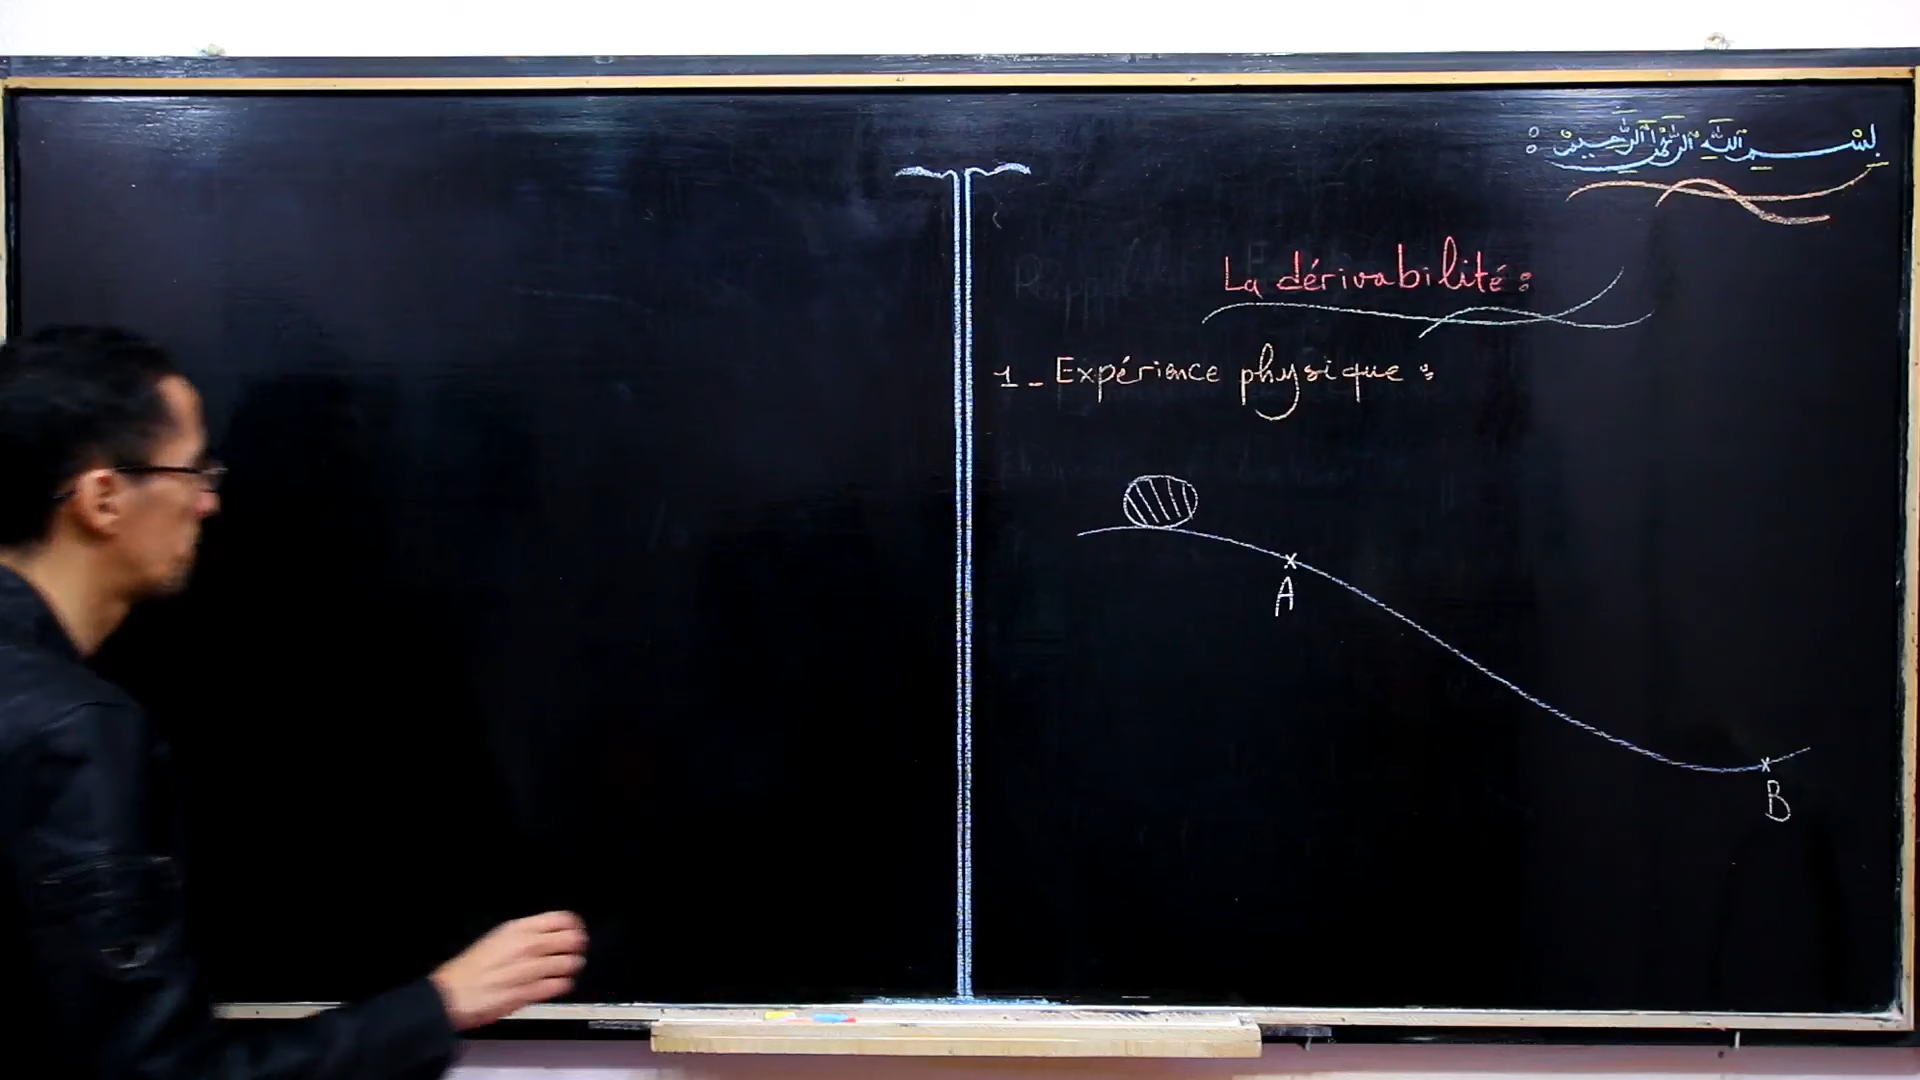 بسم الله الرحمن الرحيم :
La dérivabilité :
1 - Expérience physique :
A
B